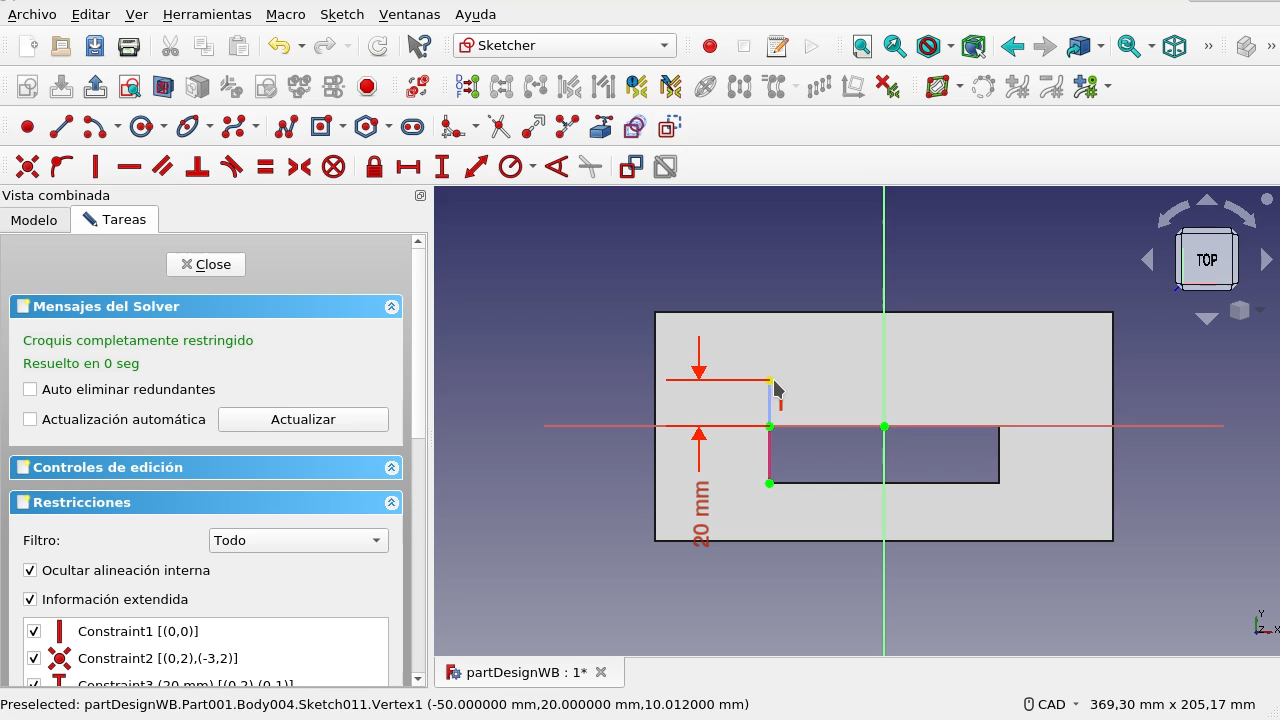 Archivo Editar Ver Herramientas Macro Sketch Ventanas Ayuda
Sketcher
Vista combinada
Modelo Tareas
Close
Mensajes del Solver
Croquis completamente restringido
Resuelto en 0 seg
Auto eliminar redundantes
Actualización automática Actualizar
Controles de edición
Restricciones
Filtro: Todo
Ocultar alineación interna
Información extendida
Constraint1 [(0,0)]
Constraint2 [(0,2),(-3,2)]
Constraint3 (20 mm) [(0,2),(0,1)]
20 mm
TOP
Y
Z
X
partDesignWB : 1*
Preselected: partDesignWB.Part001.Body004.Sketch011.Vertex1 (-50.000000 mm,20.000000 mm,10.012000 mm)
CAD 369,30 mm x 205,17 mm